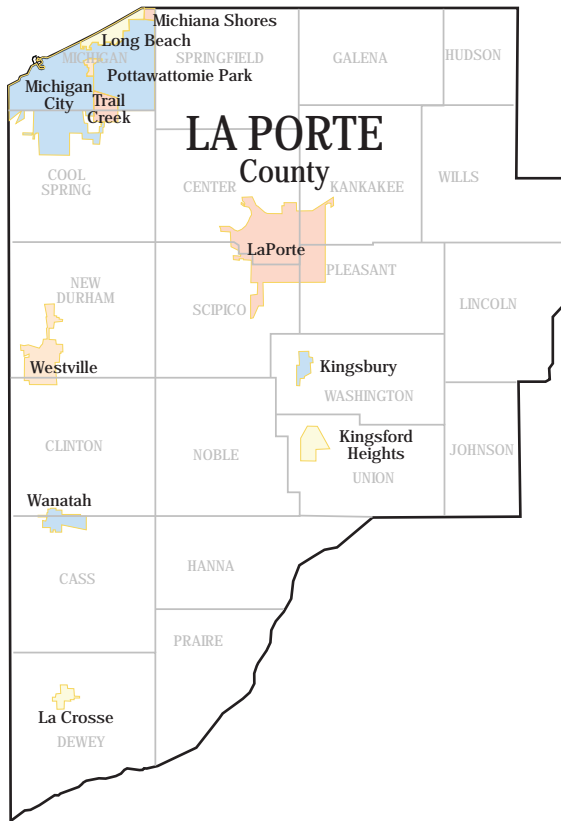 Michiana Shores
Long Beach
MICHIGAN
SPRINGFIELD
GALENA
HUDSON
Pottawattomie Park
Michigan
City
Trail
Creek
LA PORTE
County
COOL
SPRING
CENTER
KANKAKEE
WILLS
LaPorte
PLEASANT
NEW
DURHAM
SCIPICO
LINCOLN
Westville
Kingsbury
WASHINGTON
CLINTON
NOBLE
Kingsford
Heights
UNION
JOHNSON
Wanatah
CASS
HANNA
PRAIRE
La Crosse
DEWEY